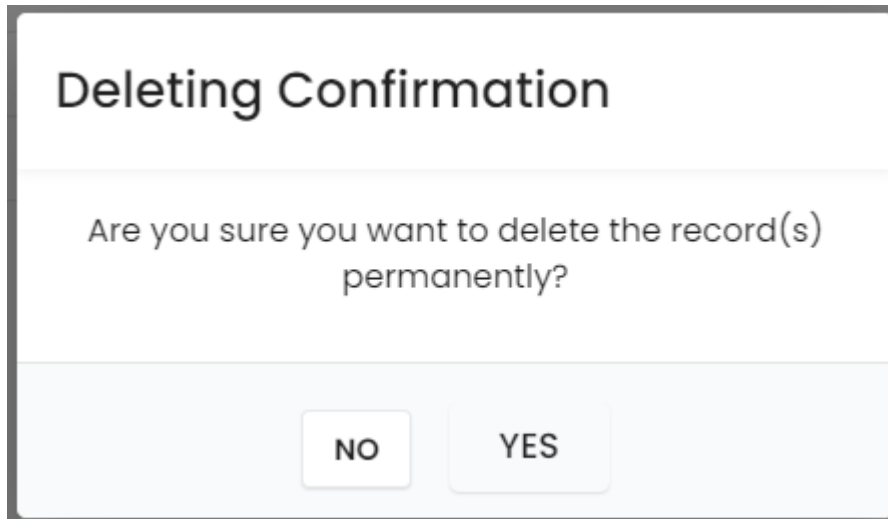 Deleting Confirmation
Are you sure you want to delete the record(s)
permanently?
NO
YES